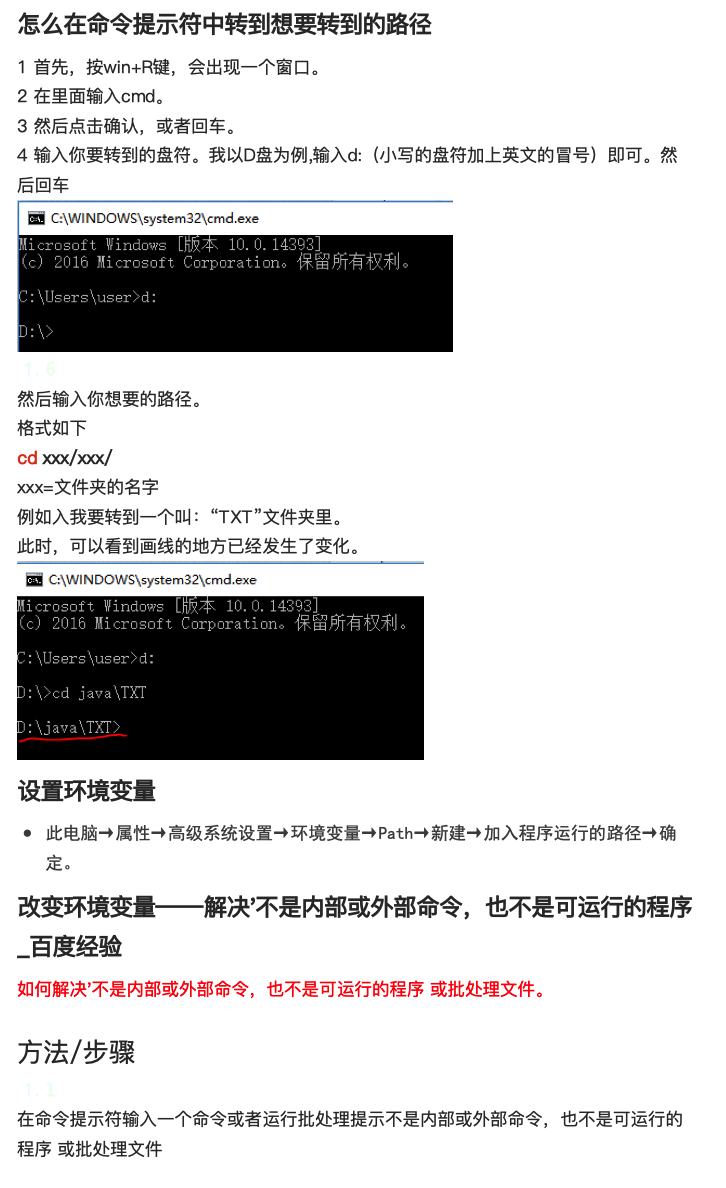 怎么在命令提示符中转到想要转到的路径
1 首先，按win+R键，会出现一个窗口。
2 在里面输入cmd。
3 然后点击确认，或者回车。
4 输入你要转到的盘符。我以D盘为例,输入d:（小写的盘符加上英文的冒号）即可。然
后回车
C:\WINDOWS\system32\cmd.exe
Microsoft Windows [版本 10.0.14393]
(c) 2016 Microsoft Corporation。保留所有权利。
C:\Users\user>d:
D:\>
1. 6
然后输入你想要的路径。
格式如下
cd xxx/xxx/
xxx=文件夹的名字
例如入我要转到一个叫：“TXT”文件夹里。
此时，可以看到画线的地方已经发生了变化。
C:\WINDOWS\system32\cmd.exe
Microsoft Windows [版本 10.0.14393]
(c) 2016 Microsoft Corporation。保留所有权利。
C:\Users\user>d:
D:\>cd java\TXT
D:\java\TXT>
设置环境变量
• 此电脑→属性→高级系统设置→环境变量→Path→新建→加入程序运行的路径→确
定。
改变环境变量——解决’不是内部或外部命令，也不是可运行的程序
_百度经验
如何解决’不是内部或外部命令，也不是可运行的程序 或批处理文件。
方法/步骤
1. 1
在命令提示符输入一个命令或者运行批处理提示不是内部或外部命令，也不是可运行的
程序 或批处理文件